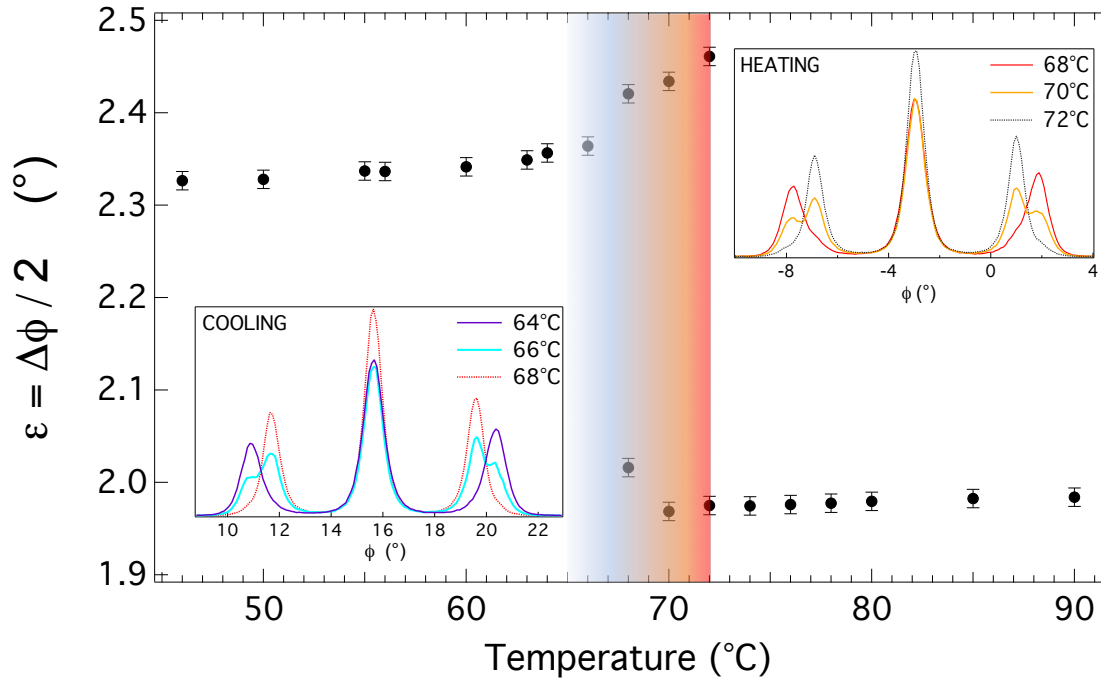 2.5
2.4
2.3
2.2
2.1
2.0
1.9
ε = Δϕ / 2 (°)
HEATING
68°C
70°C
72°C
-8
-4
0
4
ϕ (°)
COOLING
64°C
66°C
68°C
10
12
14
16
18
20
22
ϕ (°)
50
60
70
80
90
Temperature (°C)